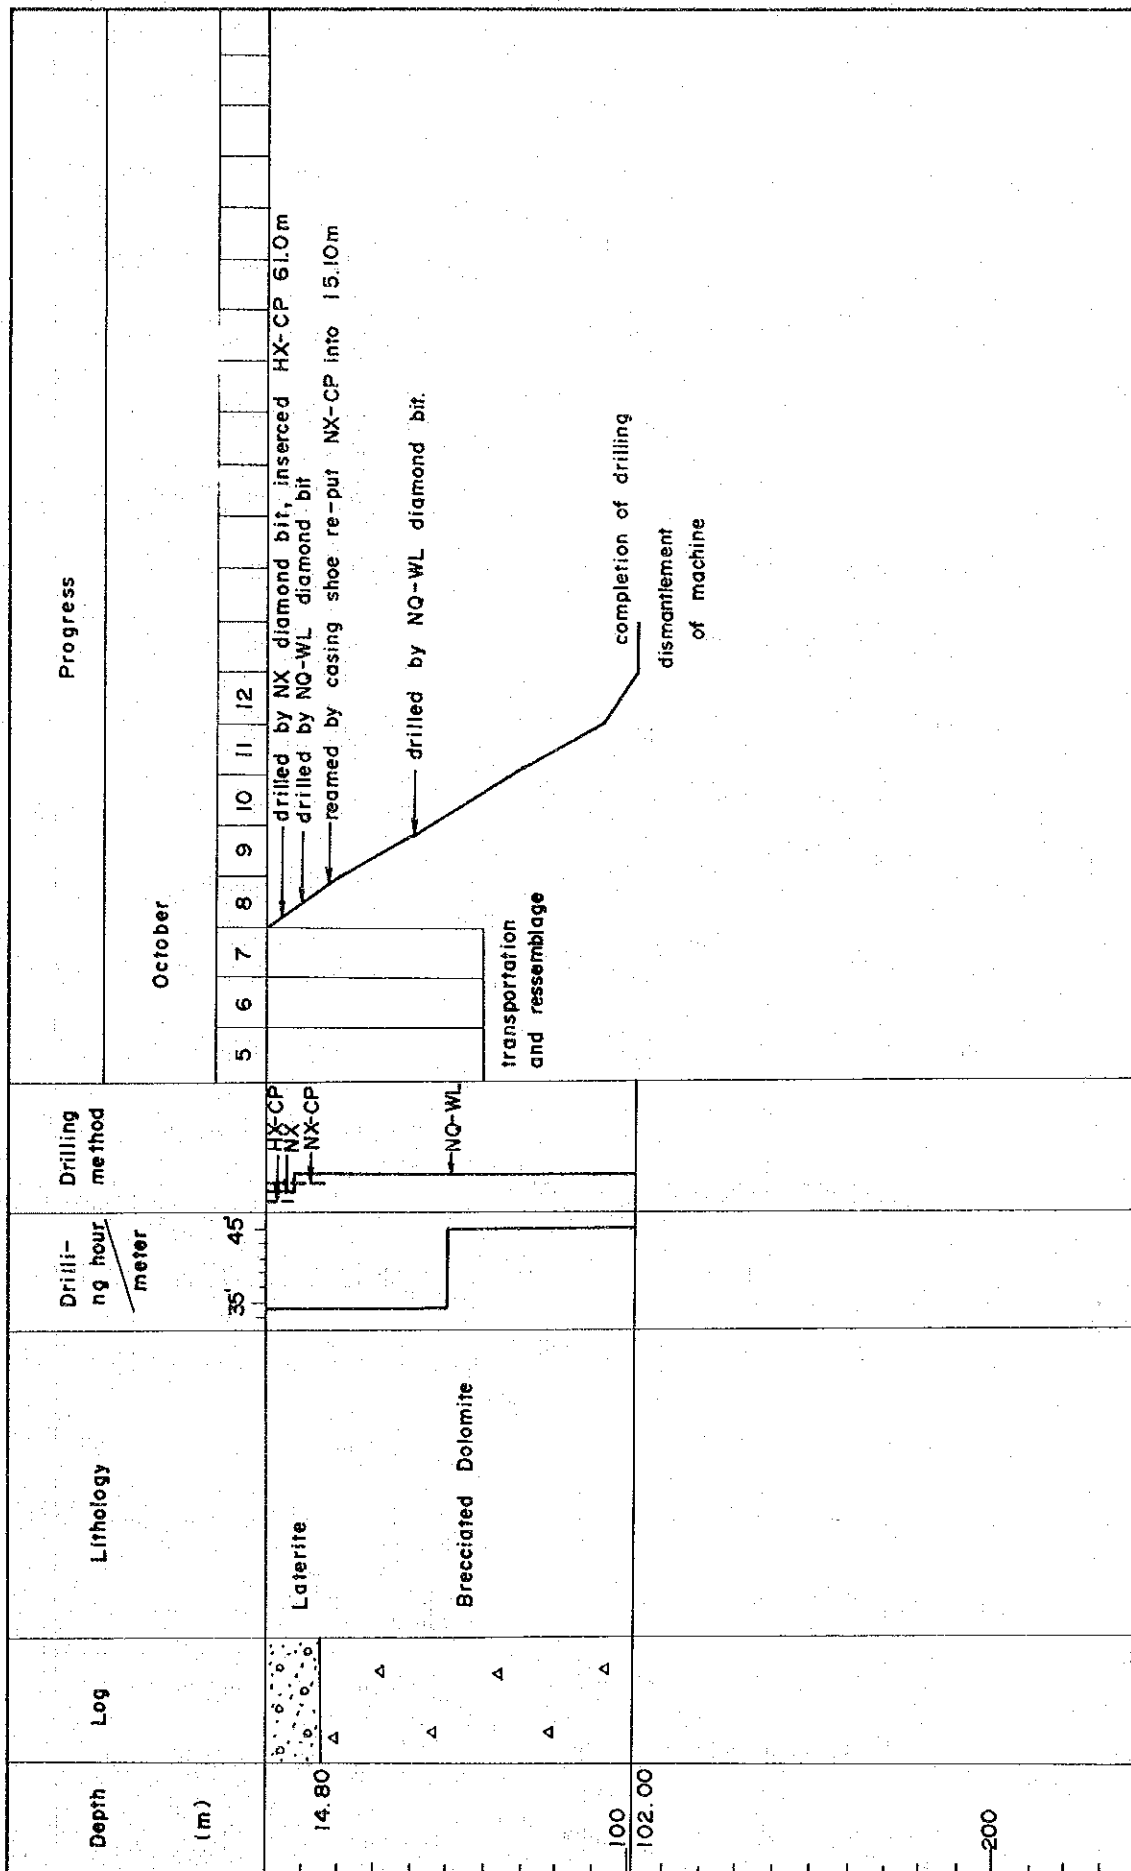 Depth
(m)
Log
Lithology
Drilli-
ng hour
meter
Drilling
method
Progress
October
5 6 7 8 9 10 11 12
35' 45'
HX-CP
NX
NX-CP
NQ-WL
14.80
100
102.00
200
Laterite
Brecciated Dolomite
transportation
and ressemblage
drilled by NX diamond bit, inserced HX-CP 61.0m
drilled by NQ-WL diamond bit
reamed by casing shoe re-put NX-CP into 15.10m
drilled by NQ-WL diamond bit.
completion of drilling
dismantlement
of machine